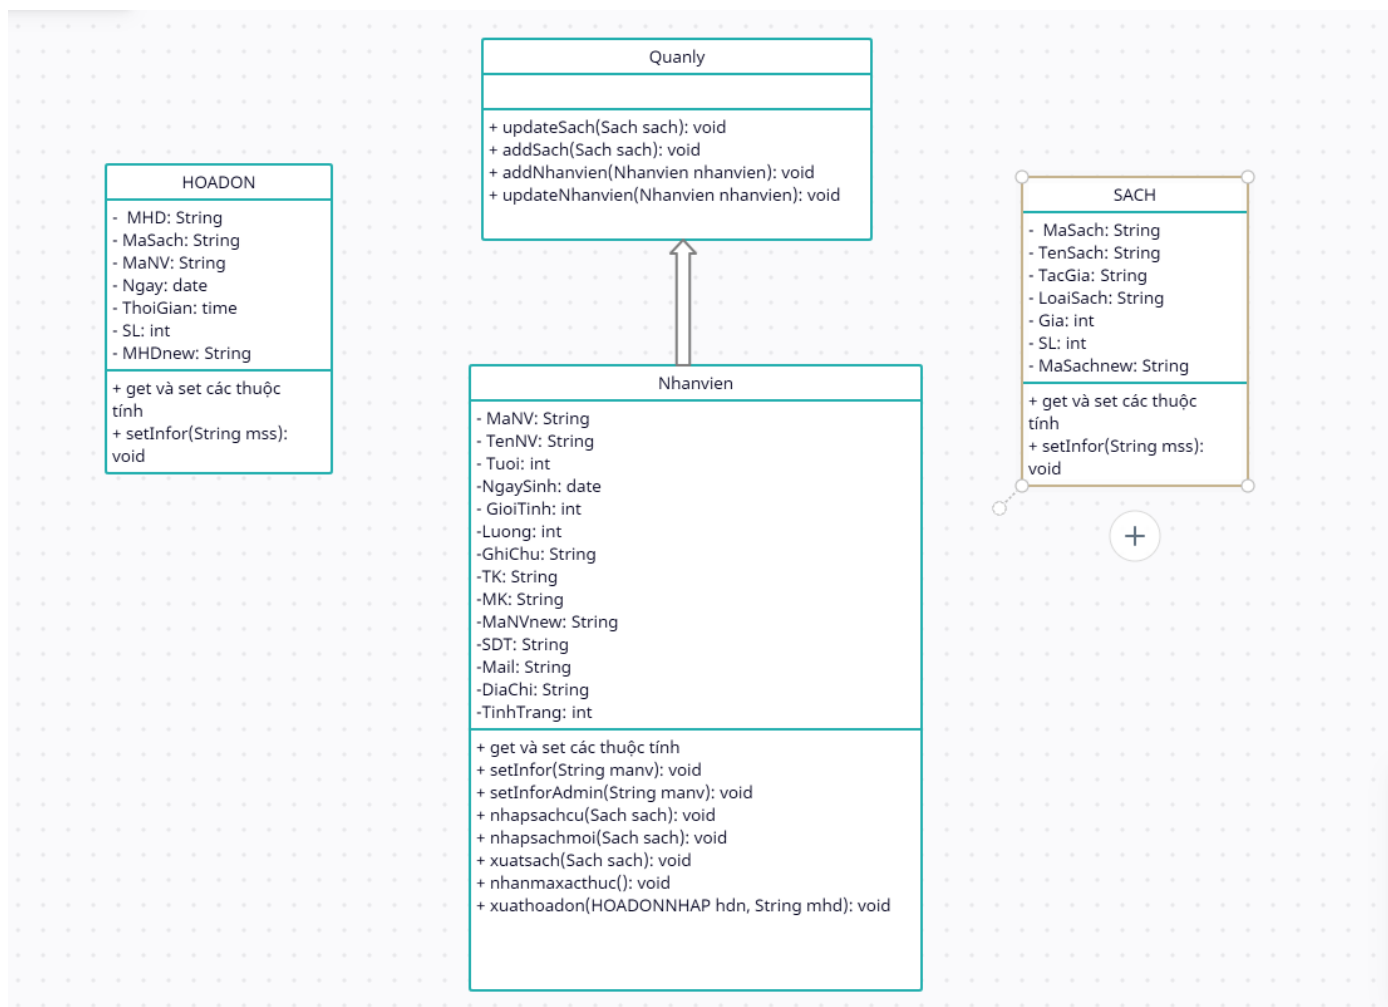 Quanly
+ updateSach(Sach sach): void
+ addSach(Sach sach): void
+ addNhanvien(Nhanvien nhanvien): void
+ updateNhanvien(Nhanvien nhanvien): void
HOADON
- MHD: String
- MaSach: String
- MaNV: String
- Ngay: date
- ThoiGian: time
- SL: int
- MHDnew: String
+ get và set các thuộc
tính
+ setInfor(String mss):
void
SACH
- MaSach: String
- TenSach: String
- TacGia: String
- LoaiSach: String
- Gia: int
- SL: int
- MaSachnew: String
+ get và set các thuộc
tính
+ setInfor(String mss):
void
Nhanvien
- MaNV: String
- TenNV: String
- Tuoi: int
-NgaySinh: date
- GioiTinh: int
-Luong: int
-GhiChu: String
-TK: String
-MK: String
-MaNVnew: String
-SDT: String
-Mail: String
-DiaChi: String
-TinhTrang: int
+ get và set các thuộc tính
+ setInfor(String manv): void
+ setInforAdmin(String manv): void
+ nhapsachcu(Sach sach): void
+ nhapsachmoi(Sach sach): void
+ xuatsach(Sach sach): void
+ nhanmaxacthuc(): void
+ xuathoadon(HOADONNHAP hdn, String mhd): void